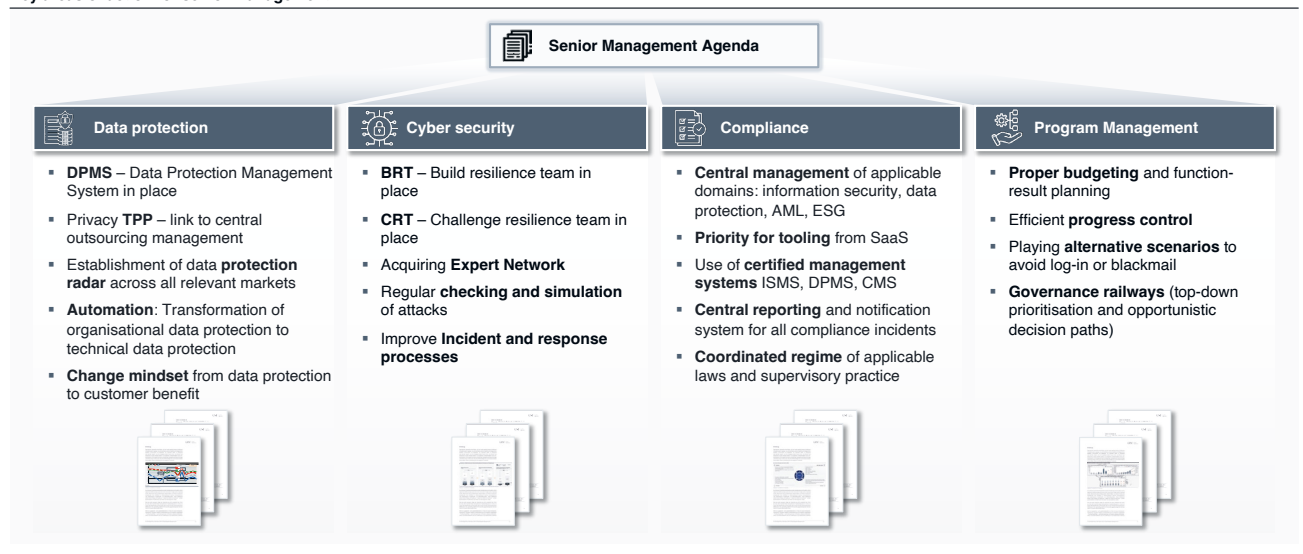 Senior Management Agenda
Data protection
DPMS – Data Protection Management
System in place
Privacy TPP – link to central
outsourcing management
Establishment of data protection
radar across all relevant markets
Automation: Transformation of
organisational data protection to
technical data protection
Change mindset from data protection
to customer benefit
Cyber security
BRT – Build resilience team in
place
CRT – Challenge resilience team in
place
Acquiring Expert Network
Regular checking and simulation
of attacks
Improve Incident and response
processes
Compliance
Central management of applicable
domains: information security, data
protection, AML, ESG
Priority for tooling from SaaS
Use of certified management
systems ISMS, DPMS, CMS
Central reporting and notification
system for all compliance incidents
Coordinated regime of applicable
laws and supervisory practice
Program Management
Proper budgeting and function-
result planning
Efficient progress control
Playing alternative scenarios to
avoid log-in or blackmail
Governance railways (top-down
prioritisation and opportunistic
decision paths)